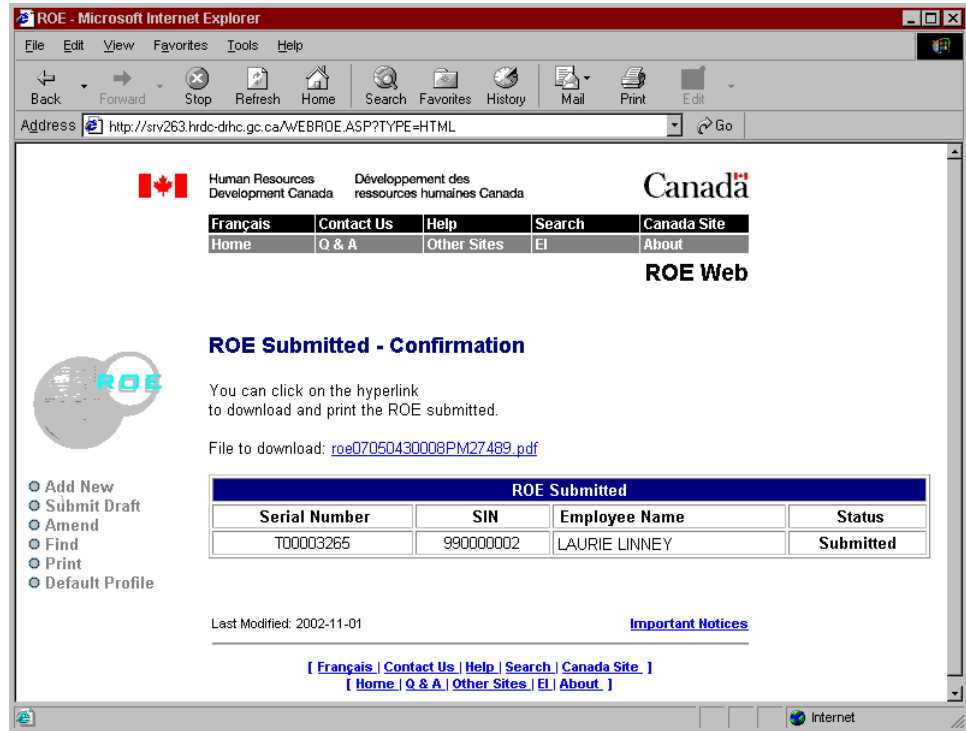 ROE - Microsoft Internet Explorer
File Edit View Favorites Tools Help
Back Forward Stop Refresh Home Search Favorites History Mail Print Edit
Address http://srv263.hrdc-drhc.gc.ca/WEBROE.ASP?TYPE=HTML Go
Human Resources Développement des
Development Canada ressources humaines Canada
Canada
Français Contact Us Help Search Canada Site
Home Q & A Other Sites EI About
ROE Web
ROE
ROE Submitted - Confirmation
You can click on the hyperlink
to download and print the ROE submitted.
File to download: roe07050430008PM27489.pdf
Add New
Submit Draft
Amend
Find
Print
Default Profile
ROE Submitted
Serial Number SIN Employee Name Status
T00003265 990000002 LAURIE LINNEY Submitted
Last Modified: 2002-11-01 Important Notices
[ Français | Contact Us | Help | Search | Canada Site ]
[ Home | Q & A | Other Sites | EI | About ]
Internet